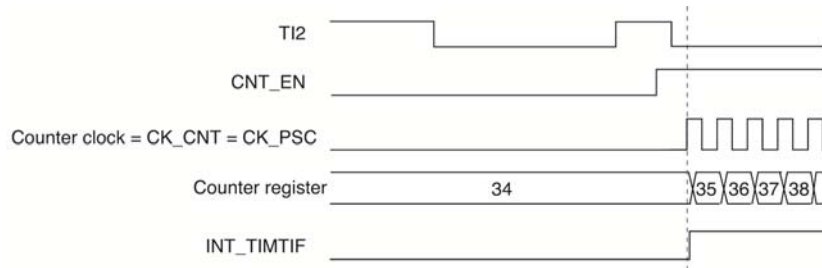 TI2
CNT_EN
Counter clock = CK_CNT = CK_PSC
Counter register 34 35 36 37 38
INT_TIMTIF